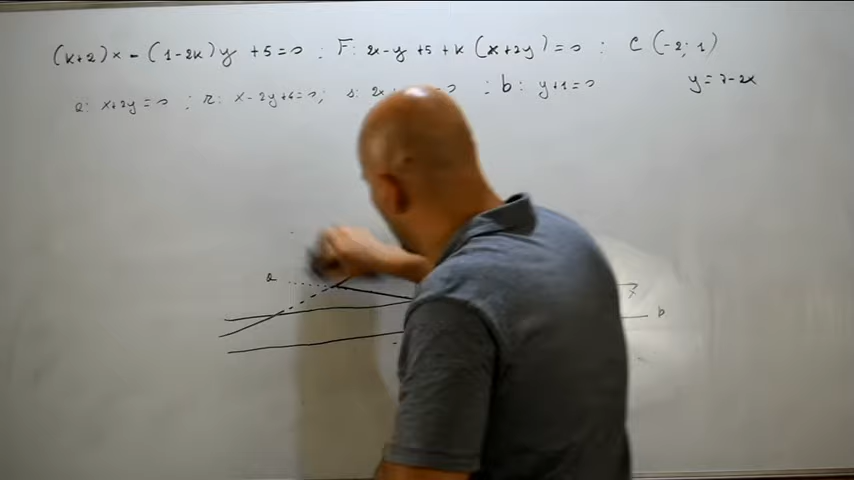 (k+2)x - (1-2k)y +5=0 ; F: 2x-y+5+k(x+2y)=0 ; C(-2;1)
a: x+2y=0 ; r: x-2y+6=0; s: 2x ; b: y+1=0 y=7-2x
a
b